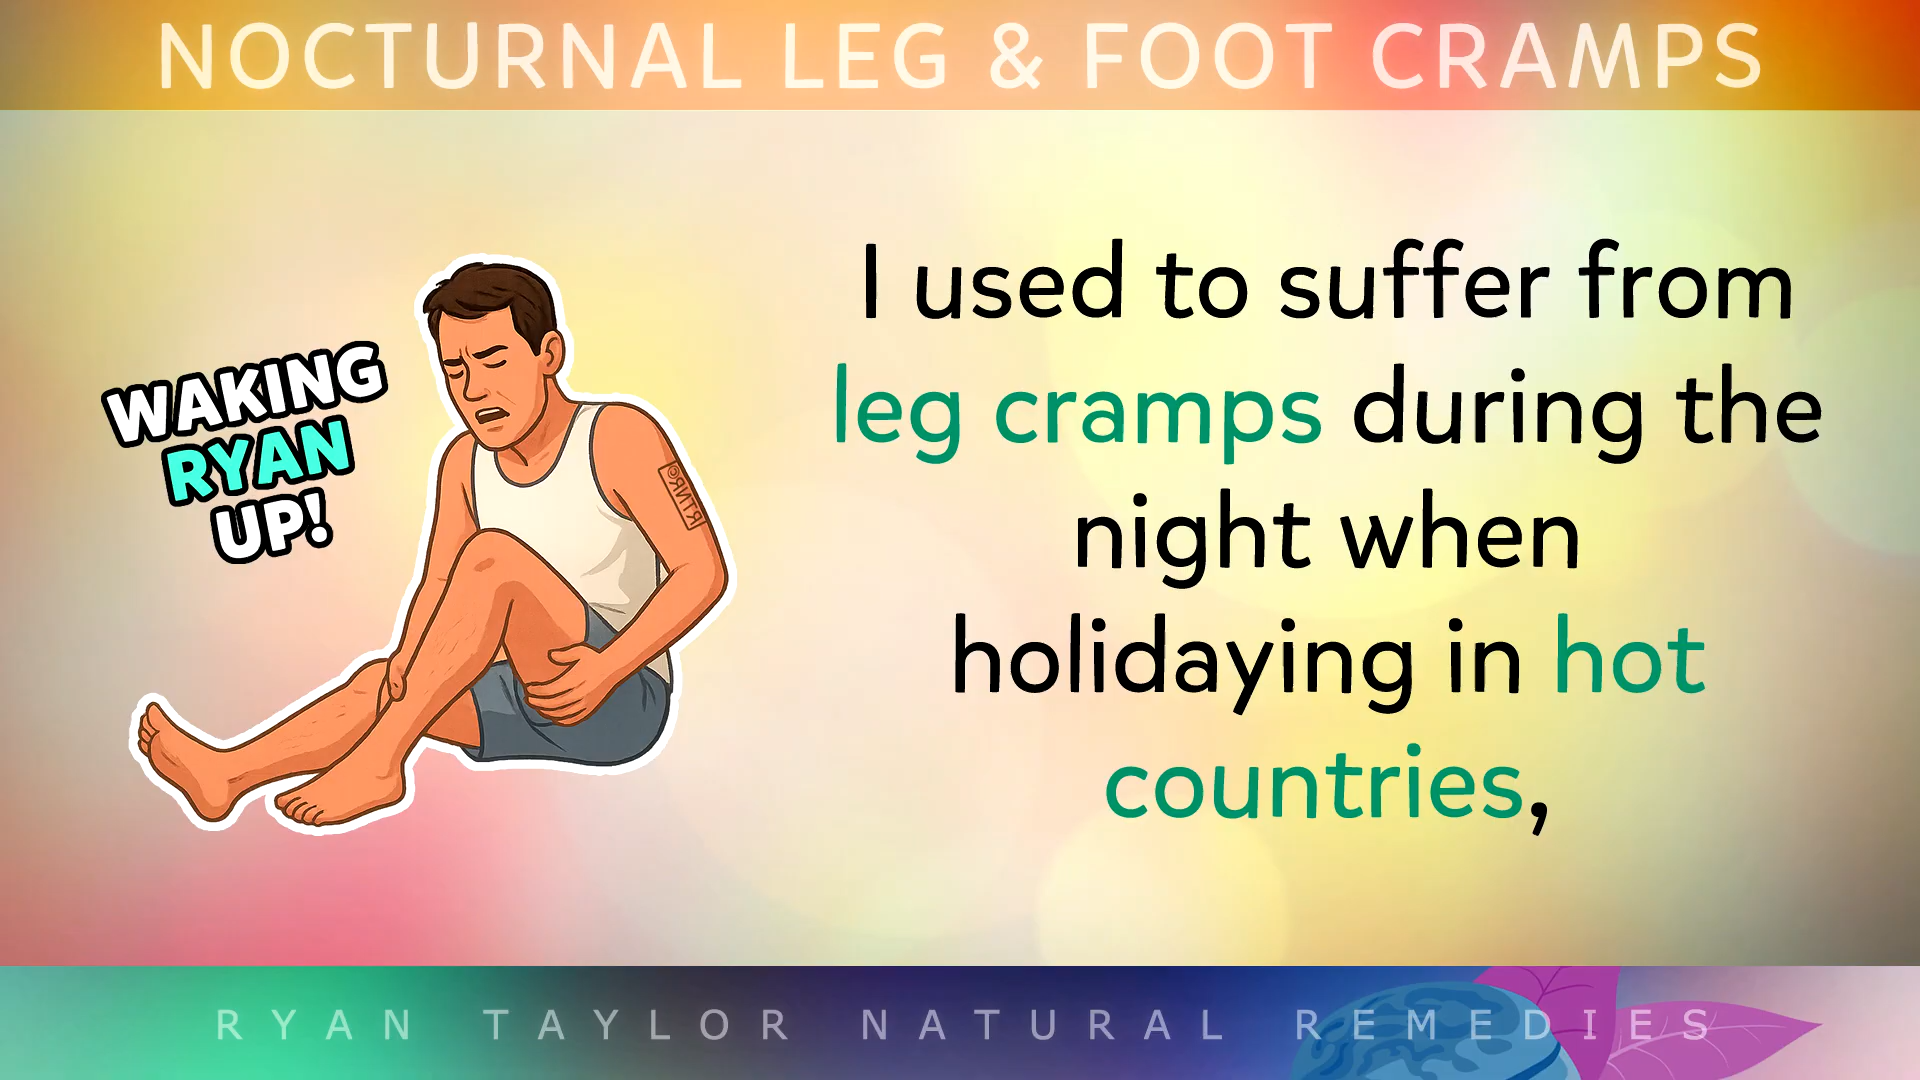 NOCTURNAL LEG & FOOT CRAMPS
WAKING
RYAN
UP!
I used to suffer from
leg cramps during the
night when
holidaying in hot
countries,
RTNR©
RYAN TAYLOR NATURAL REMEDIES